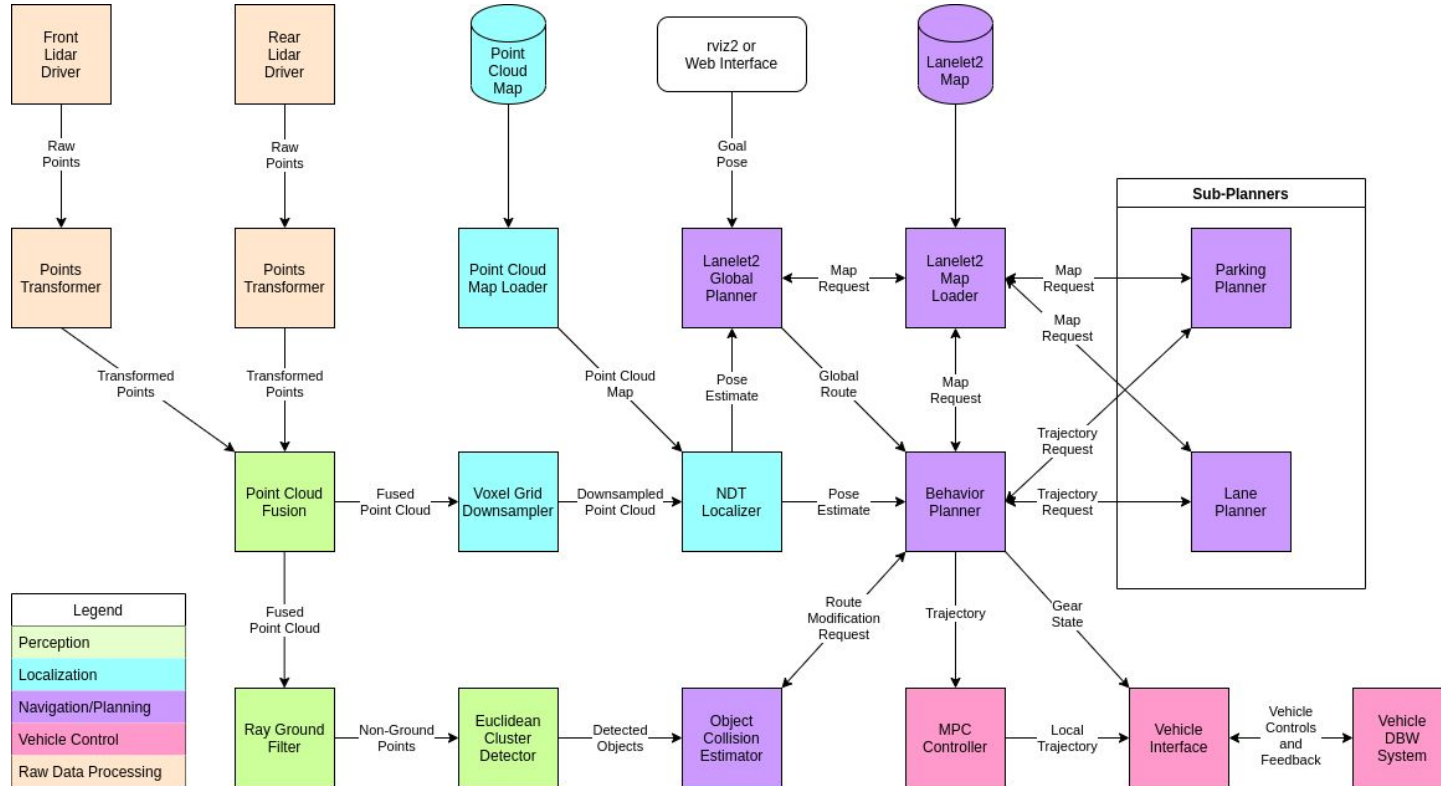 Front
Lidar
Driver
Rear
Lidar
Driver
Point
Cloud
Map
rviz2 or
Web Interface
Lanelet2
Map
Raw
Points
Raw
Points
Goal
Pose
Sub-Planners
Points
Transformer
Points
Transformer
Point Cloud
Map Loader
Lanelet2
Global
Planner
Map
Request
Lanelet2
Map
Loader
Map
Request
Parking
Planner
Map
Request
Transformed
Points
Transformed
Points
Point Cloud
Map
Pose
Estimate
Global
Route
Map
Request
Trajectory
Request
Point Cloud
Fusion
Fused
Point Cloud
Voxel Grid
Downsampler
Downsampled
Point Cloud
NDT
Localizer
Pose
Estimate
Behavior
Planner
Trajectory
Request
Lane
Planner
Legend
Perception
Localization
Navigation/Planning
Vehicle Control
Raw Data Processing
Fused
Point Cloud
Route
Modification
Request
Trajectory
Gear
State
Ray Ground
Filter
Non-Ground
Points
Euclidean
Cluster
Detector
Detected
Objects
Object
Collision
Estimator
MPC
Controller
Local
Trajectory
Vehicle
Interface
Vehicle
Controls
and
Feedback
Vehicle
DBW
System